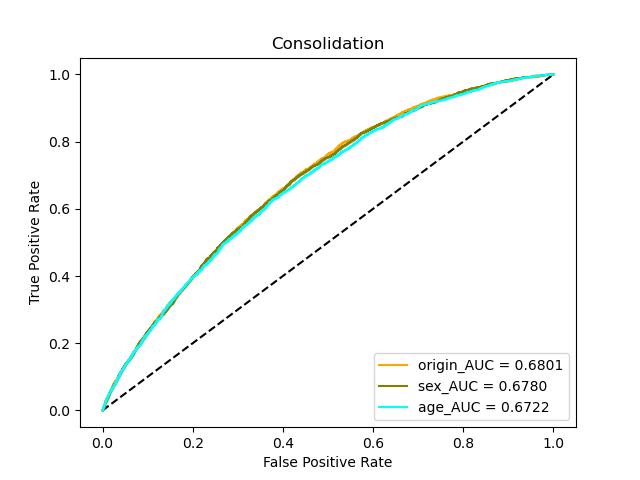 Consolidation
True Positive Rate
1.0
0.8
0.6
0.4
0.2
0.0
origin_AUC = 0.6801
sex_AUC = 0.6780
age_AUC = 0.6722
0.0 0.2 0.4 0.6 0.8 1.0
False Positive Rate